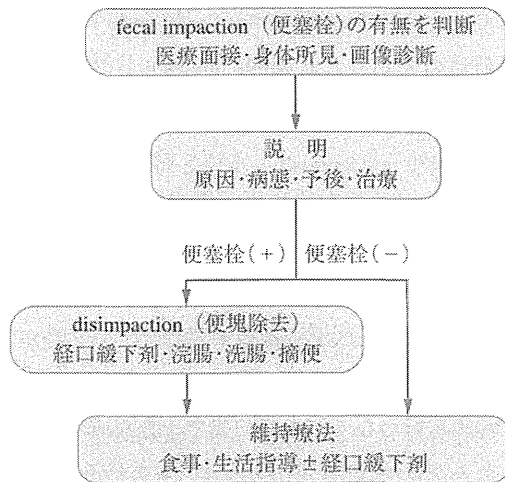 fecal impaction（便塞栓）の有無を判断
医療面接･身体所見･画像診断
説　明
原因･病態･予後･治療
便塞栓（+）
便塞栓（−）
disimpaction（便塊除去）
経口緩下剤･浣腸･洗腸･摘便
維持療法
食事･生活指導±経口緩下剤